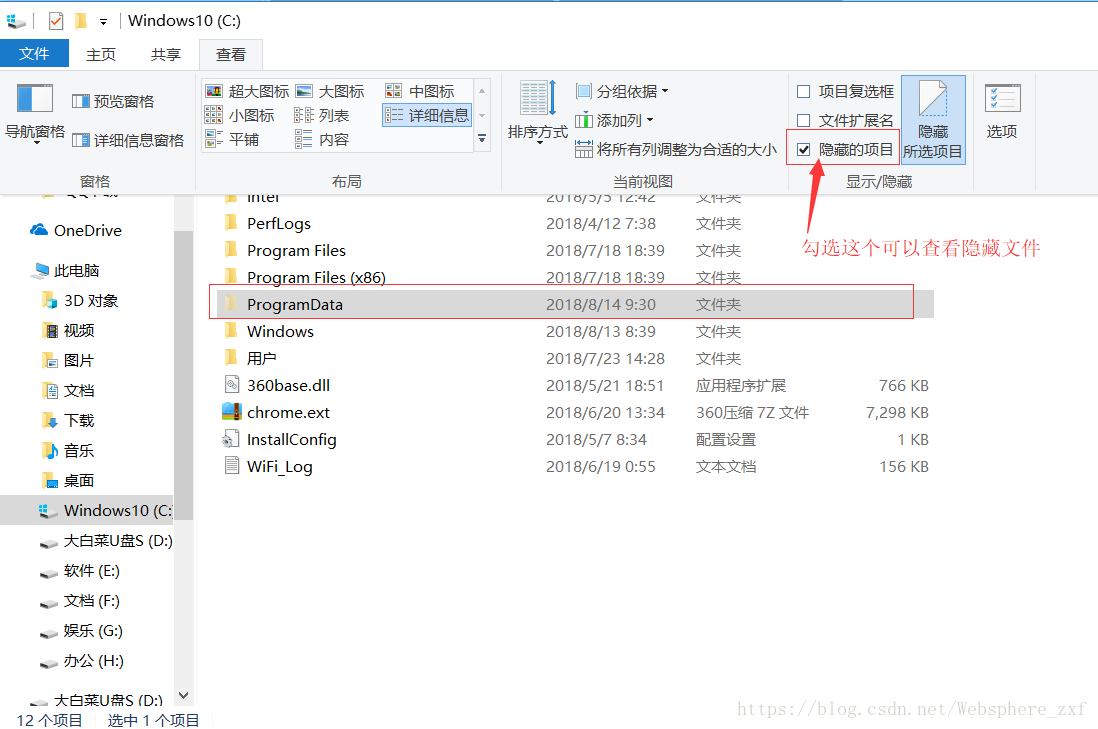 Windows10 (C:)
文件 主页 共享 查看
导航窗格
预览窗格
详细信息窗格
窗格
超大图标 大图标 中图标
小图标 列表 详细信息
平铺 内容
布局
排序方式
分组依据
添加列
将所有列调整为合适的大小
当前视图
项目复选框
文件扩展名
隐藏的项目
隐藏
所选项目
显示/隐藏
选项
勾选这个可以查看隐藏文件
OneDrive
此电脑
3D 对象
视频
图片
文档
下载
音乐
桌面
Windows10 (C:
大白菜U盘S (D:)
软件 (E:)
文档 (F:)
娱乐 (G:)
办公 (H:)
大白菜U盘S (D:)
Intel 2018/5/5 12:42 文件夹
PerfLogs 2018/4/12 7:38 文件夹
Program Files 2018/7/18 18:39 文件夹
Program Files (x86) 2018/7/18 18:39 文件夹
ProgramData 2018/8/14 9:30 文件夹
Windows 2018/8/13 8:39 文件夹
用户 2018/7/23 14:28 文件夹
360base.dll 2018/5/21 18:51 应用程序扩展 766 KB
chrome.ext 2018/6/20 13:34 360压缩 7Z 文件 7,298 KB
InstallConfig 2018/5/7 8:34 配置设置 1 KB
WiFi_Log 2018/6/19 0:55 文本文档 156 KB
12 个项目 选中 1 个项目
https://blog.csdn.net/Websphere_zxf